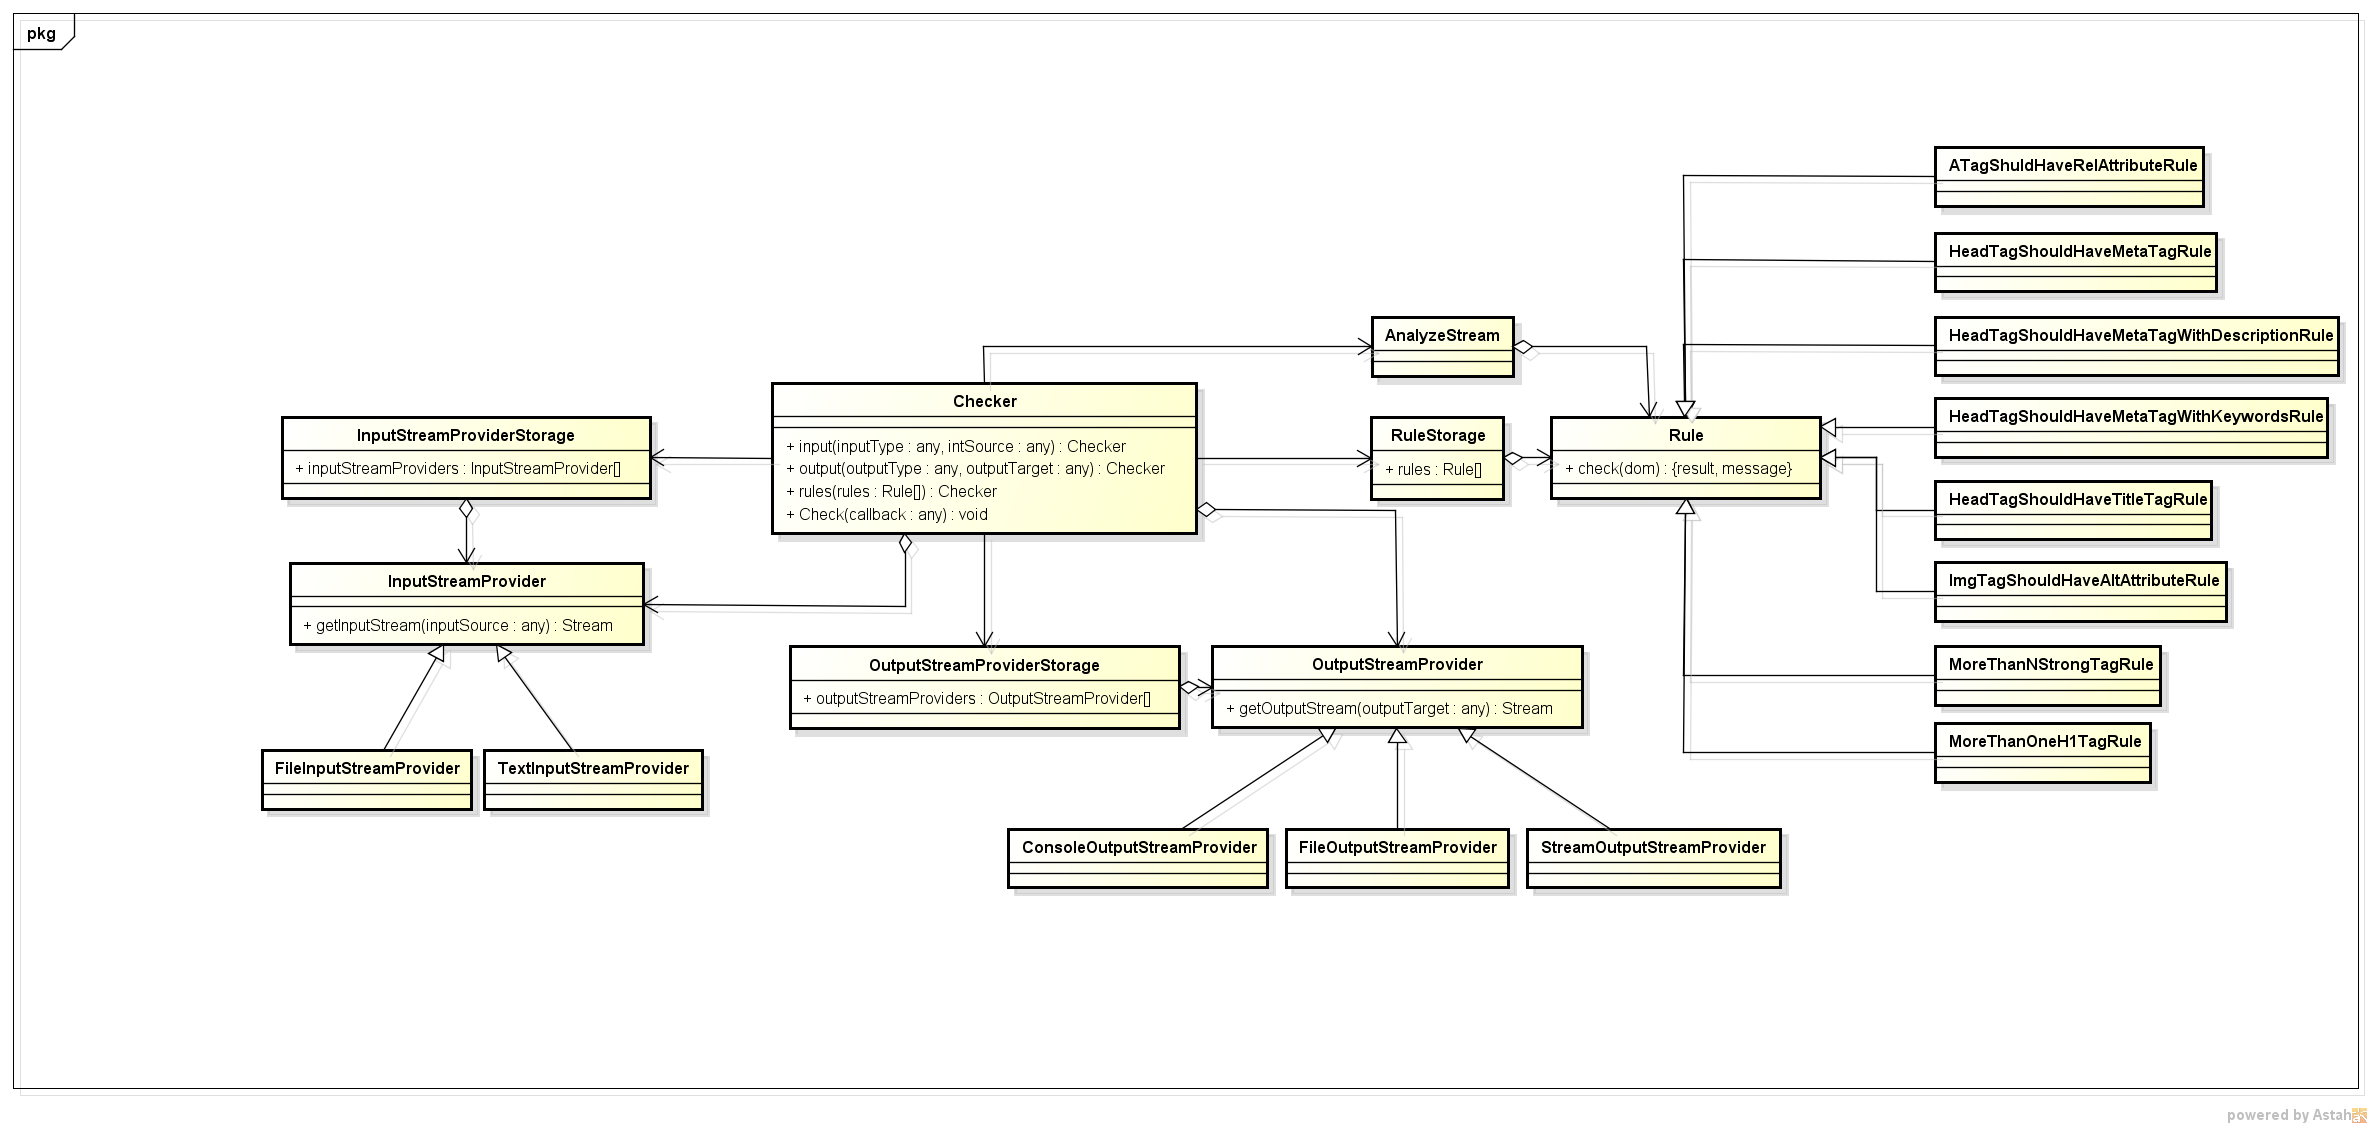 pkg
ATagShuldHaveRelAttributeRule
HeadTagShouldHaveMetaTagRule
AnalyzeStream
HeadTagShouldHaveMetaTagWithDescriptionRule
Checker
+ input(inputType : any, intSource : any) : Checker
+ output(outputType : any, outputTarget : any) : Checker
+ rules(rules : Rule[]) : Checker
+ Check(callback : any) : void
InputStreamProviderStorage
+ inputStreamProviders : InputStreamProvider[]
RuleStorage
+ rules : Rule[]
Rule
+ check(dom) : {result, message}
HeadTagShouldHaveMetaTagWithKeywordsRule
HeadTagShouldHaveTitleTagRule
InputStreamProvider
+ getInputStream(inputSource : any) : Stream
ImgTagShouldHaveAltAttributeRule
OutputStreamProviderStorage
+ outputStreamProviders : OutputStreamProvider[]
OutputStreamProvider
+ getOutputStream(outputTarget : any) : Stream
MoreThanNStrongTagRule
MoreThanOneH1TagRule
FileInputStreamProvider
TextInputStreamProvider
ConsoleOutputStreamProvider
FileOutputStreamProvider
StreamOutputStreamProvider
powered by Astah